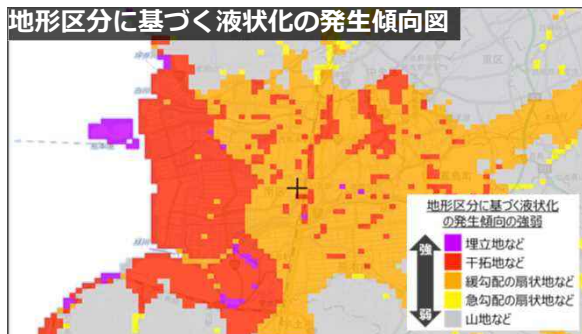 地形区分に基づく液状化の発生傾向図
地形区分に基づく液状化
の発生傾向の強弱
強
埋立地など
干拓地など
緩勾配の扇状地など
急勾配の扇状地など
弱
山地など